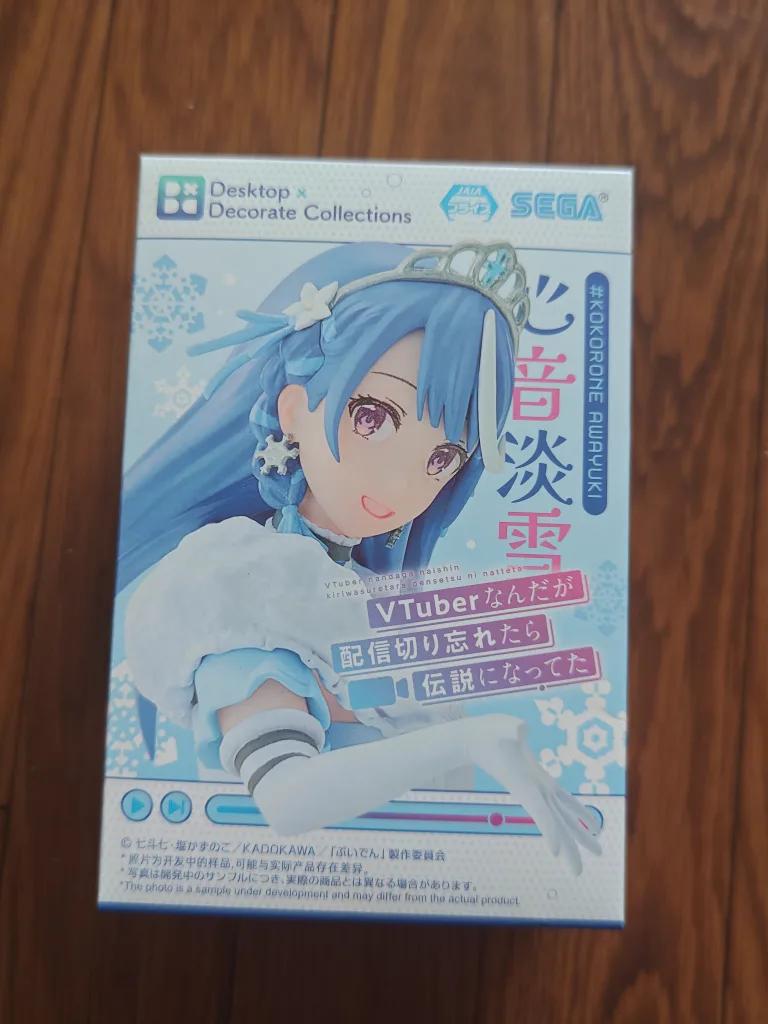 Desktop ×
Decorate Collections
JAIA
プライズ
SEGA®
#KOKORONE AWAYUKI
心音淡雪
VTuber nandaga haishin
kiriwasuretara densetsu ni natteta
VTuberなんだが
配信切り忘れたら
伝説になってた
© 七斗七・塩かずのこ／KADOKAWA／「ぶいでん」製作委員会
*照片为开发中的样品,可能与实际产品存在差异。
*写真は開発中のサンプルにつき、実際の商品とは異なる場合があります。
*The photo is a sample under development and may differ from the actual product